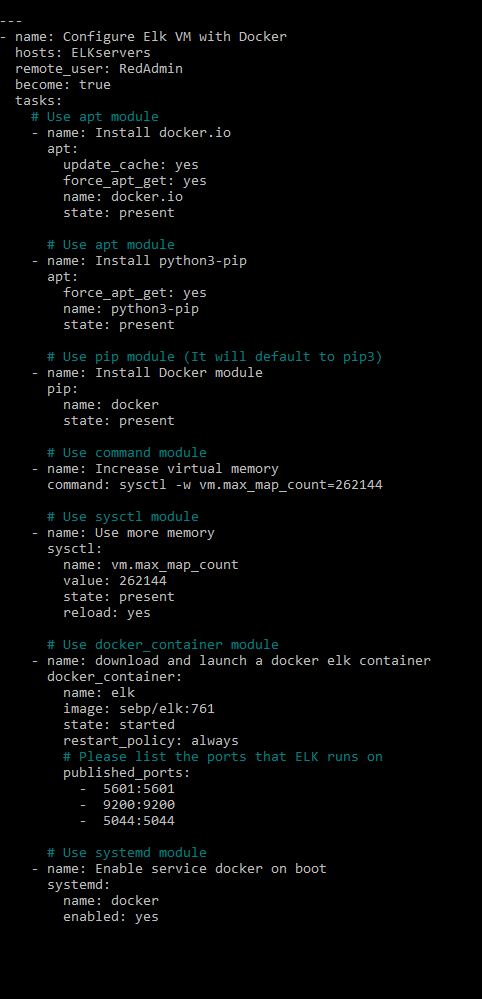 ---
- name: Configure Elk VM with Docker
  hosts: ELKservers
  remote_user: RedAdmin
  become: true
  tasks:
    # Use apt module
    - name: Install docker.io
      apt:
        update_cache: yes
        force_apt_get: yes
        name: docker.io
        state: present

      # Use apt module
    - name: Install python3-pip
      apt:
        force_apt_get: yes
        name: python3-pip
        state: present

      # Use pip module (It will default to pip3)
    - name: Install Docker module
      pip:
        name: docker
        state: present

      # Use command module
    - name: Increase virtual memory
      command: sysctl -w vm.max_map_count=262144

      # Use sysctl module
    - name: Use more memory
      sysctl:
        name: vm.max_map_count
        value: 262144
        state: present
        reload: yes

      # Use docker_container module
    - name: download and launch a docker elk container
      docker_container:
        name: elk
        image: sebp/elk:761
        state: started
        restart_policy: always
        # Please list the ports that ELK runs on
        published_ports:
          -  5601:5601
          -  9200:9200
          -  5044:5044

      # Use systemd module
    - name: Enable service docker on boot
      systemd:
        name: docker
        enabled: yes